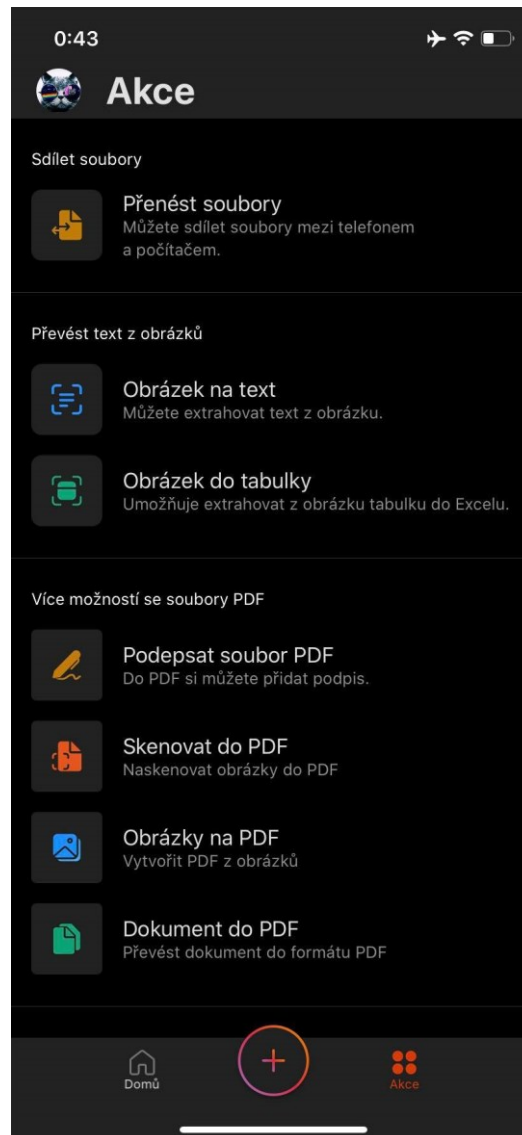 0:43
Akce
Sdílet soubory
Přenést soubory
Můžete sdílet soubory mezi telefonem
a počítačem.
Převést text z obrázků
Obrázek na text
Můžete extrahovat text z obrázku.
Obrázek do tabulky
Umožňuje extrahovat z obrázku tabulku do Excelu.
Více možností se soubory PDF
Podepsat soubor PDF
Do PDF si můžete přidat podpis.
Skenovat do PDF
Naskenovat obrázky do PDF
Obrázky na PDF
Vytvořit PDF z obrázků
Dokument do PDF
Převést dokument do formátu PDF
Domů
Akce